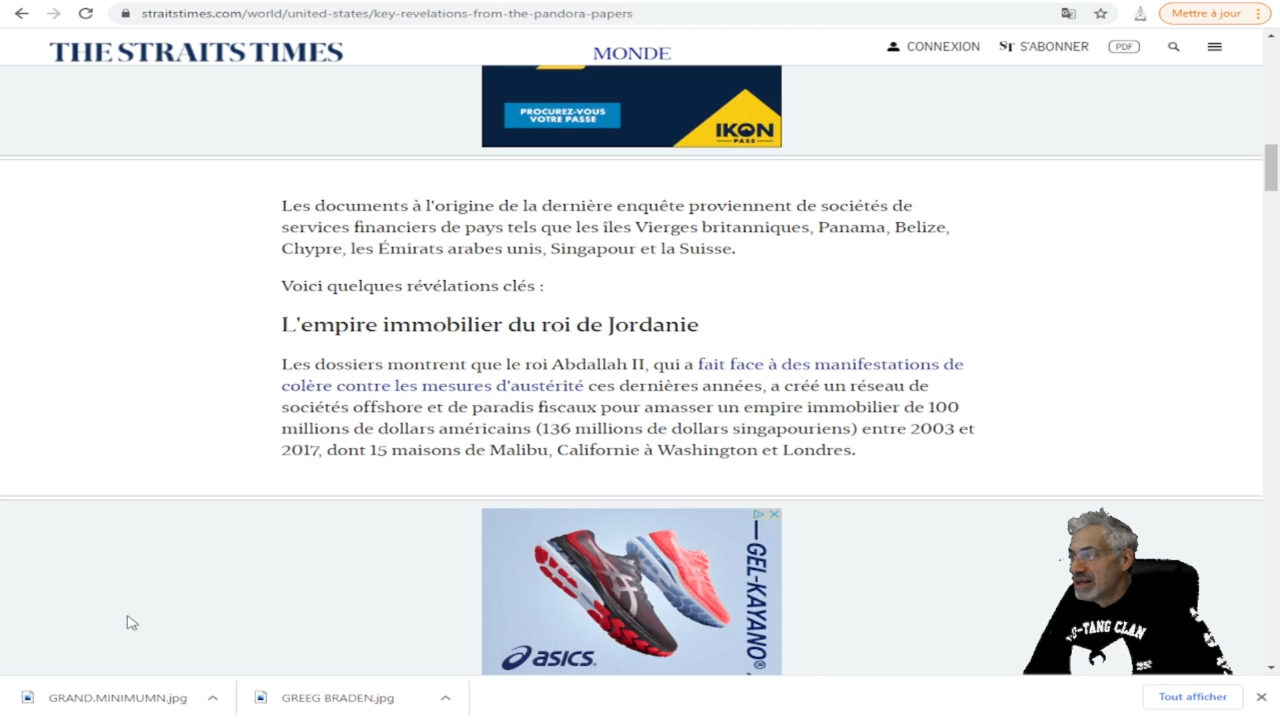 straitstimes.com/world/united-states/key-revelations-from-the-pandora-papers
Mettre à jour
THE STRAITS TIMES
MONDE
CONNEXION
ST S'ABONNER
PDF
PROCUREZ-VOUS
VOTRE PASSE
IKON
PASS
Les documents à l'origine de la dernière enquête proviennent de sociétés de
services financiers de pays tels que les îles Vierges britanniques, Panama, Belize,
Chypre, les Émirats arabes unis, Singapour et la Suisse.
Voici quelques révélations clés :
L'empire immobilier du roi de Jordanie
Les dossiers montrent que le roi Abdallah II, qui a fait face à des manifestations de
colère contre les mesures d'austérité ces dernières années, a créé un réseau de
sociétés offshore et de paradis fiscaux pour amasser un empire immobilier de 100
millions de dollars américains (136 millions de dollars singapouriens) entre 2003 et
2017, dont 15 maisons de Malibu, Californie à Washington et Londres.
GEL-KAYANO®
asics
-TANG CLAN
GRAND.MINIMUMN.jpg
GREEG BRADEN.jpg
Tout afficher